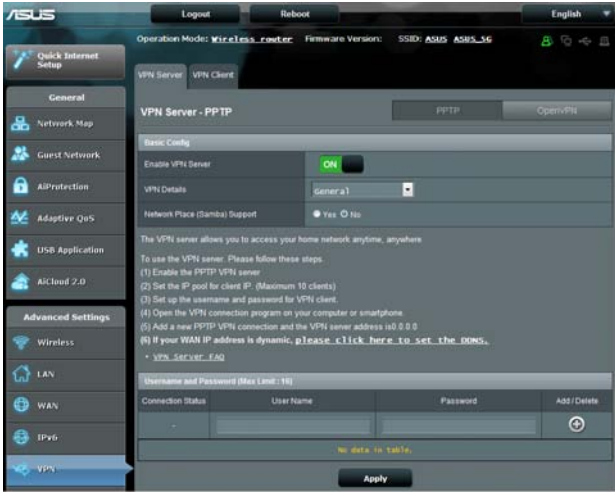 ASUS
Logout
Reboot
English
Operation Mode: Wireless router Firmware Version: SSID: ASUS ASUS_5G
Quick Internet Setup
VPN Server VPN Client
General
VPN Server - PPTP
PPTP
OpenVPN
Network Map
Basic Config
Guest Network
Enable VPN Server
ON
AiProtection
VPN Details
General
Adaptive QoS
Network Place (Samba) Support
Yes No
USB Application
The VPN server allows you to access your home network anytime, anywhere
To use the VPN server. Please follow these steps.
(1) Enable the PPTP VPN server
AiCloud 2.0
(2) Set the IP pool for client IP. (Maximum 10 clients)
(3) Set up the username and password for VPN client.
Advanced Settings
(4) Open the VPN connection program on your computer or smartphone.
(5) Add a new PPTP VPN connection and the VPN server address is0.0.0.0
Wireless
(6) If your WAN IP address is dynamic, please click here to set the DDNS.
VPN Server FAQ
LAN
Username and Password (Max Limit : 16)
Connection Status User Name Password Add / Delete
WAN
-
IPv6
No data in table.
VPN
Apply